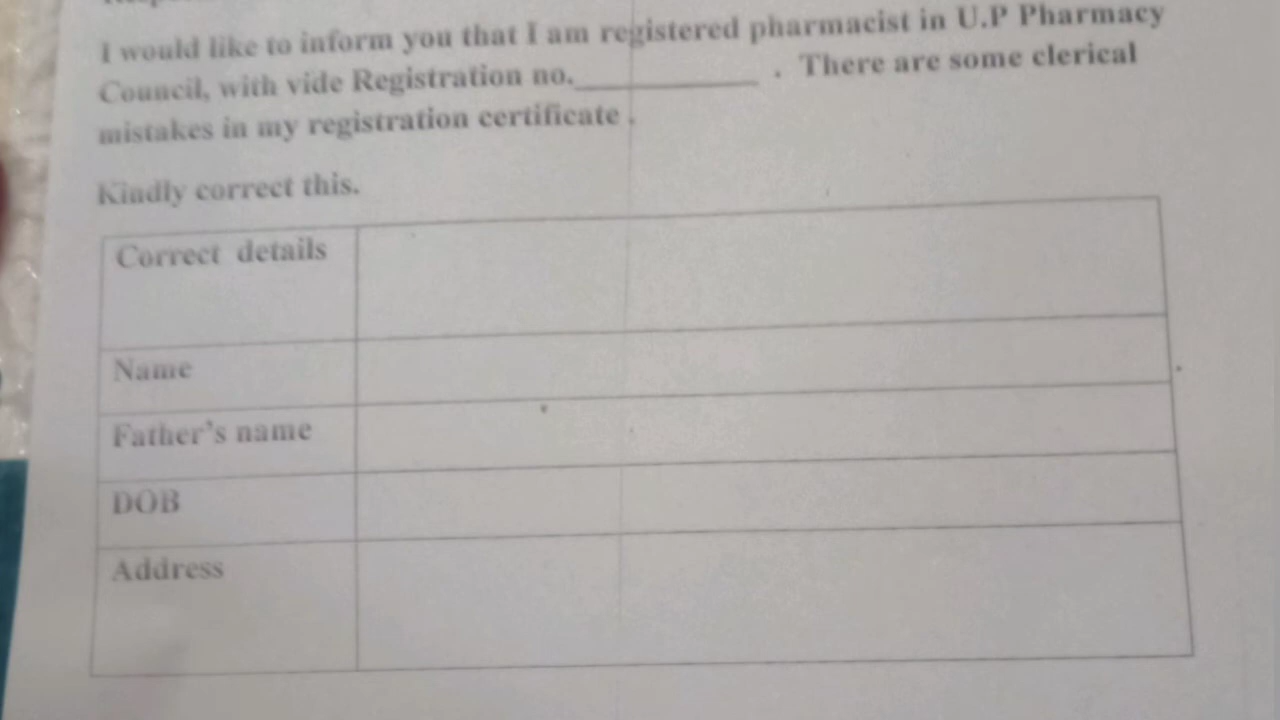 I would like to inform you that I am registered pharmacist in U.P Pharmacy
Council, with vide Registration no.____________ . There are some clerical
mistakes in my registration certificate .
Kindly correct this.
Correct details
Name
Father's name
DOB
Address